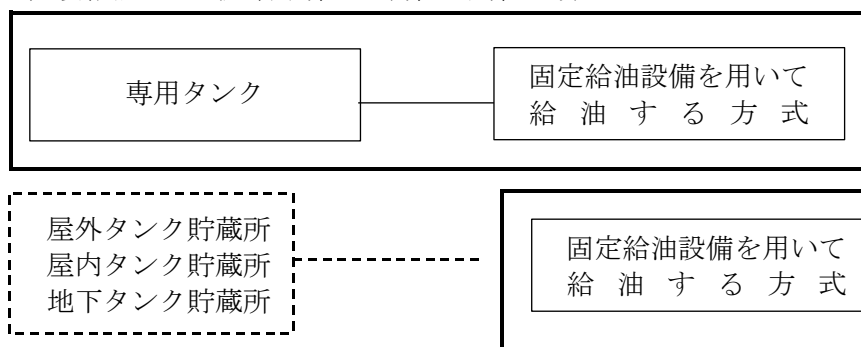 専用タンク
固定給油設備を用いて
給油する方式
屋外タンク貯蔵所
屋内タンク貯蔵所
地下タンク貯蔵所
固定給油設備を用いて
給油する方式